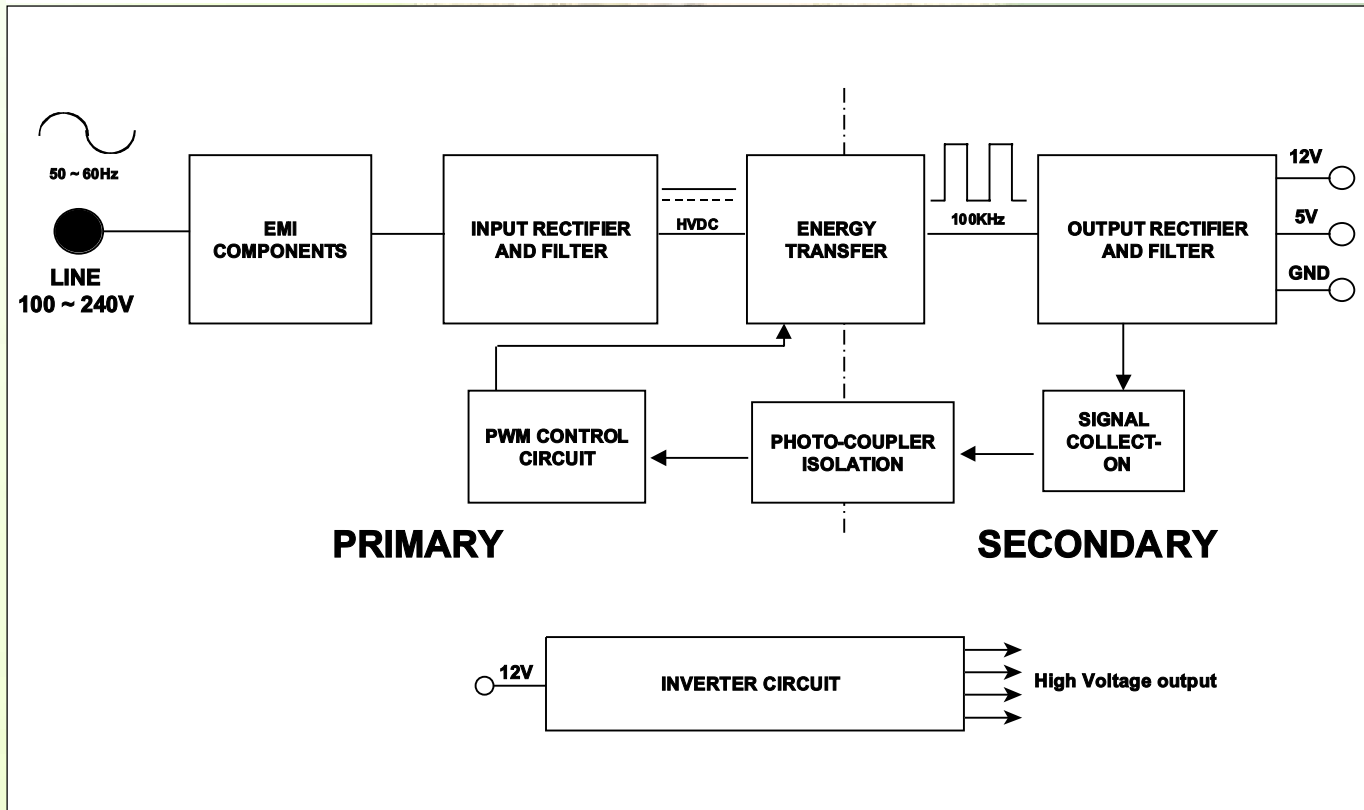 50 ~ 60Hz
LINE
100 ~ 240V
EMI
COMPONENTS
INPUT RECTIFIER
AND FILTER
HVDC
ENERGY
TRANSFER
100KHz
OUTPUT RECTIFIER
AND FILTER
12V
5V
GND
PWM CONTROL
CIRCUIT
PHOTO-COUPLER
ISOLATION
SIGNAL
COLLECT-
ON
PRIMARY
SECONDARY
12V
INVERTER CIRCUIT
High Voltage output